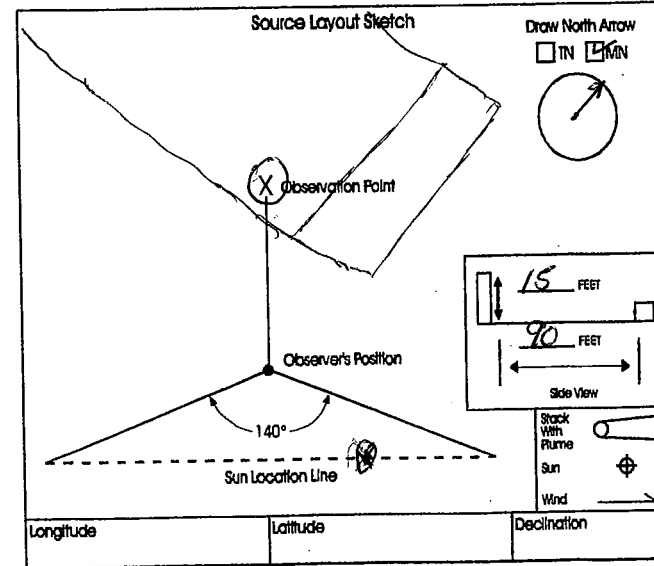 Source Layout Sketch
Draw North Arrow
TN MN
X Observation Point
15 FEET
90 FEET
Side View
Observer's Position
140°
Sun Location Line
Stack With Plume
Sun
Wind
Longitude Latitude Declination